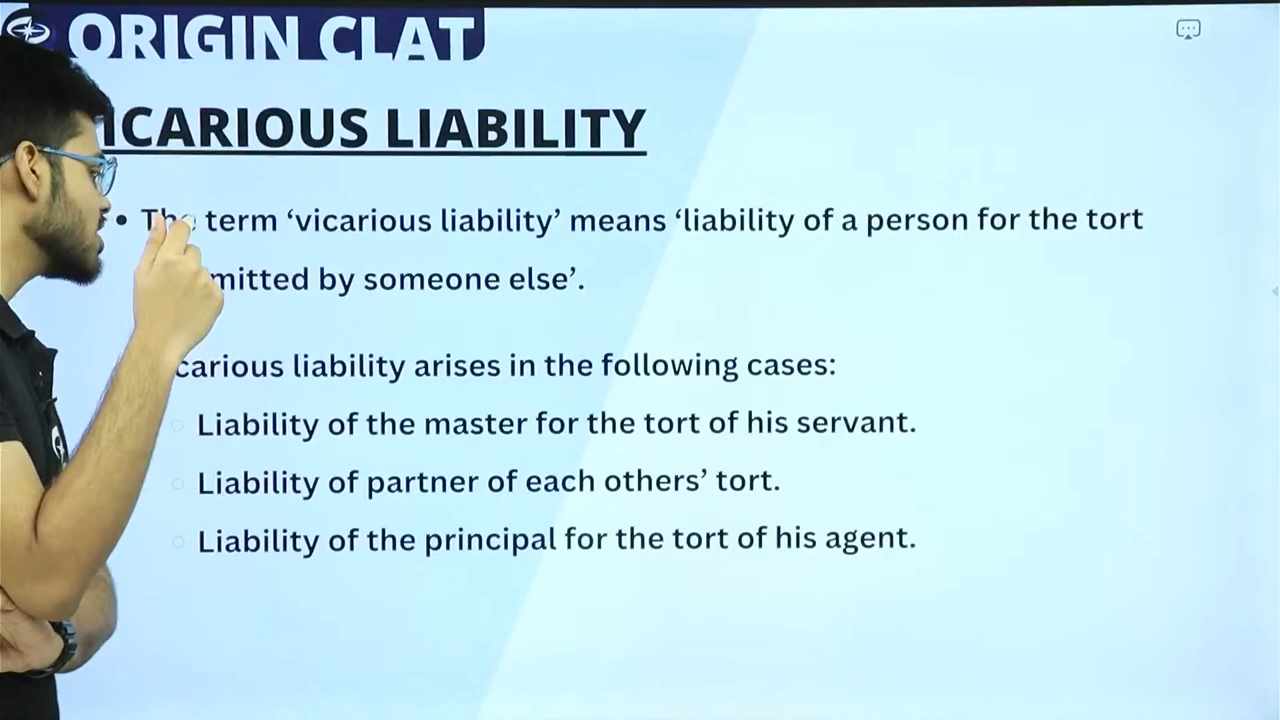 ORIGIN CLAT
ICARIOUS LIABILITY
• The term ‘vicarious liability’ means ‘liability of a person for the tort
mitted by someone else’.
carious liability arises in the following cases:
○ Liability of the master for the tort of his servant.
○ Liability of partner of each others’ tort.
○ Liability of the principal for the tort of his agent.